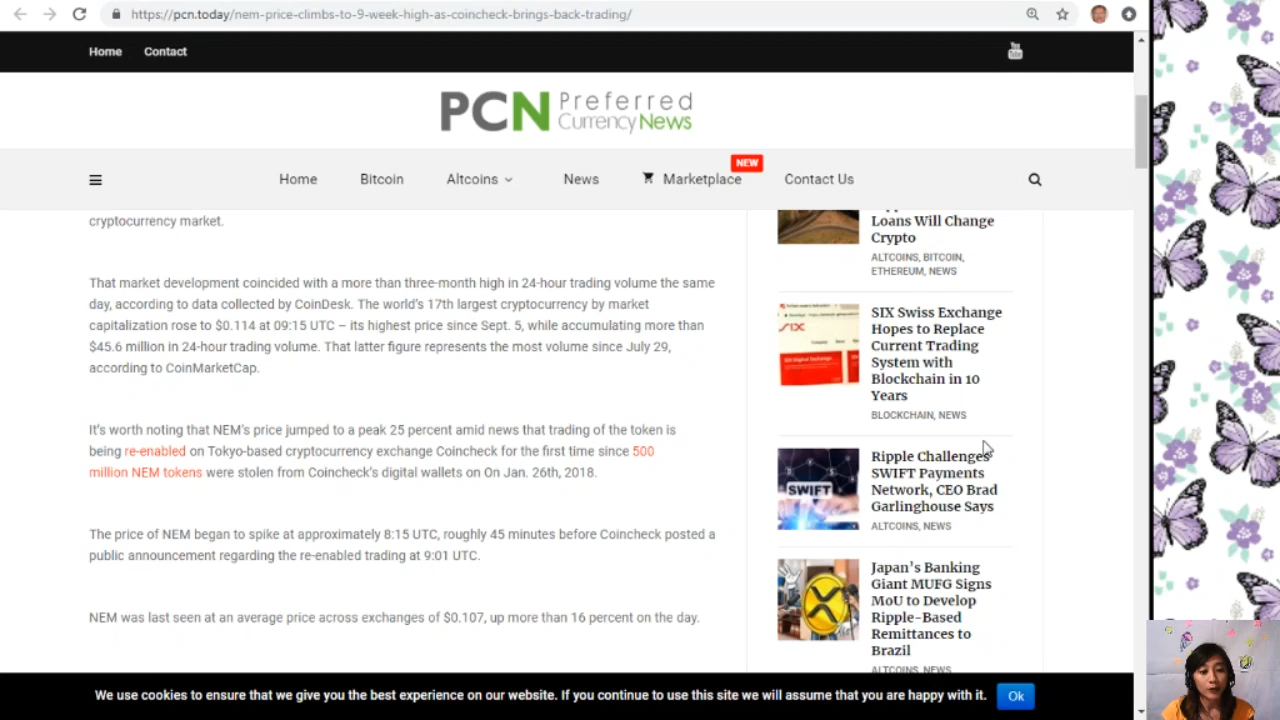 https://pcn.today/nem-price-climbs-to-9-week-high-as-coincheck-brings-back-trading/
Home Contact
You Tube
PCN Preferred
CurrencyNews
NEW
Home Bitcoin Altcoins News Marketplace Contact Us
cryptocurrency market.
That market development coincided with a more than three-month high in 24-hour trading volume the same
day, according to data collected by CoinDesk. The world's 17th largest cryptocurrency by market
capitalization rose to $0.114 at 09:15 UTC – its highest price since Sept. 5, while accumulating more than
$45.6 million in 24-hour trading volume. That latter figure represents the most volume since July 29,
according to CoinMarketCap.
It's worth noting that NEM's price jumped to a peak 25 percent amid news that trading of the token is
being re-enabled on Tokyo-based cryptocurrency exchange Coincheck for the first time since 500
million NEM tokens were stolen from Coincheck's digital wallets on On Jan. 26th, 2018.
The price of NEM began to spike at approximately 8:15 UTC, roughly 45 minutes before Coincheck posted a
public announcement regarding the re-enabled trading at 9:01 UTC.
NEM was last seen at an average price across exchanges of $0.107, up more than 16 percent on the day.
Loans Will Change
Crypto
ALTCOINS, BITCOIN,
ETHEREUM, NEWS
SIX
SIX Swiss Exchange
Hopes to Replace
Current Trading
System with
Blockchain in 10
Years
BLOCKCHAIN, NEWS
SWIFT
Ripple Challenges
SWIFT Payments
Network, CEO Brad
Garlinghouse Says
ALTCOINS, NEWS
Japan's Banking
Giant MUFG Signs
MoU to Develop
Ripple-Based
Remittances to
Brazil
ALTCOINS, NEWS
We use cookies to ensure that we give you the best experience on our website. If you continue to use this site we will assume that you are happy with it. Ok